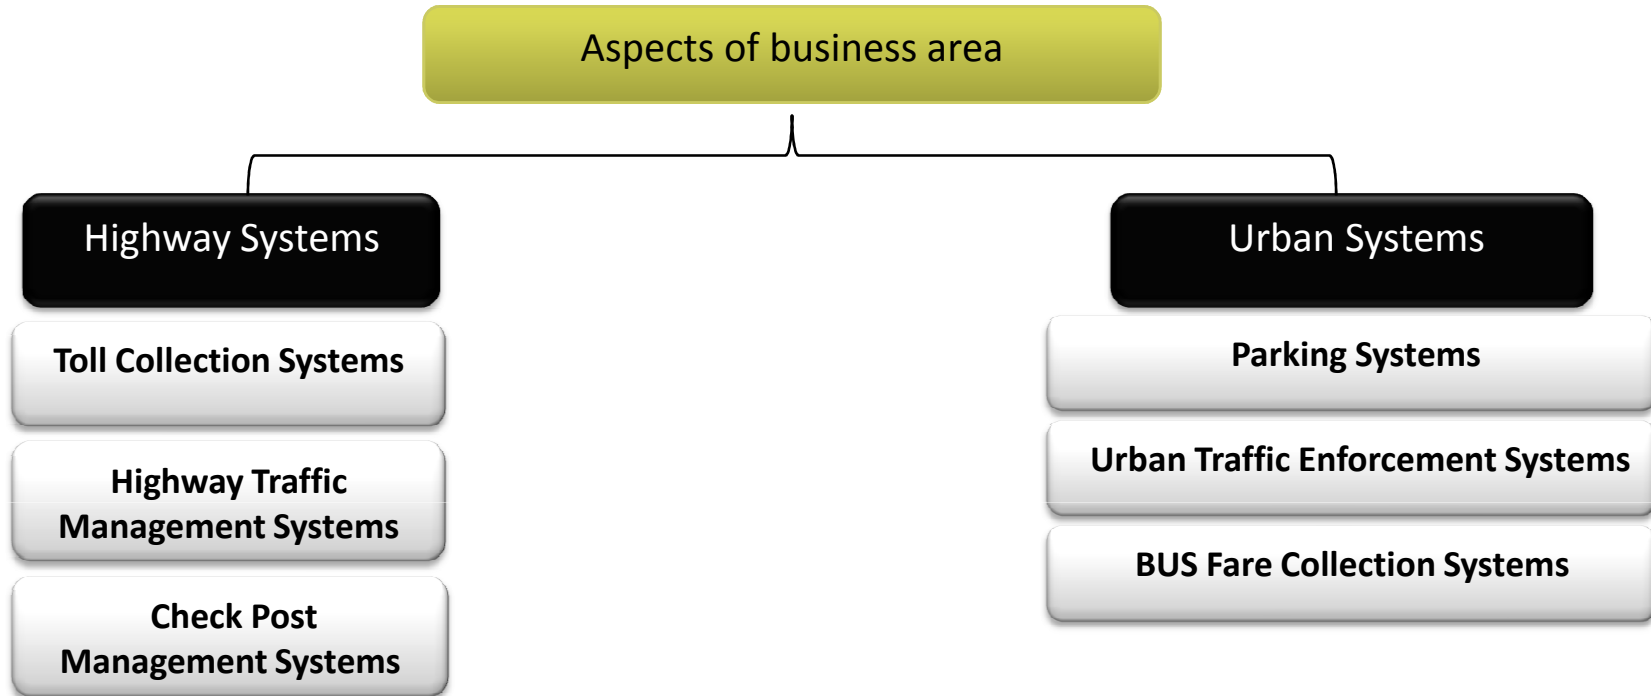 Aspects of business area
Highway Systems
Toll Collection Systems
Highway Traffic
Management Systems
Check Post
Management Systems
Urban Systems
Parking Systems
Urban Traffic Enforcement Systems
BUS Fare Collection Systems